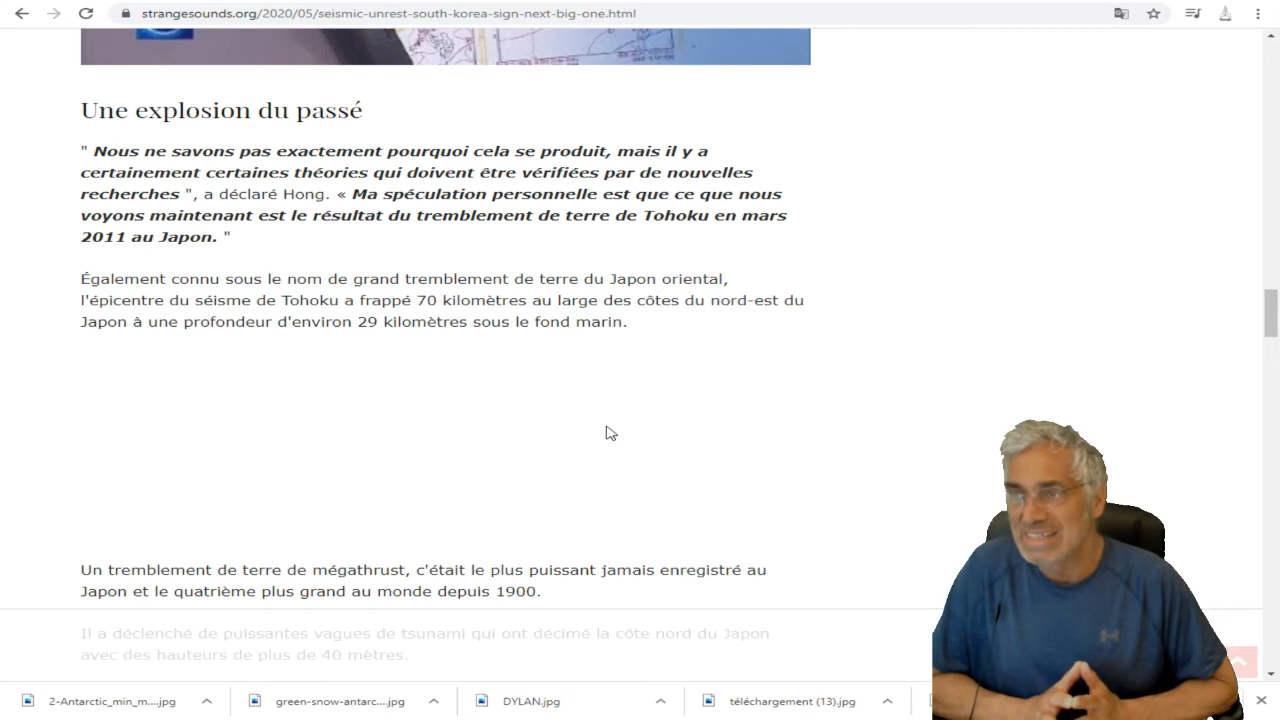 strangesounds.org/2020/05/seismic-unrest-south-korea-sign-next-big-one.html
Une explosion du passé
" Nous ne savons pas exactement pourquoi cela se produit, mais il y a
certainement certaines théories qui doivent être vérifiées par de nouvelles
recherches ", a déclaré Hong. « Ma spéculation personnelle est que ce que nous
voyons maintenant est le résultat du tremblement de terre de Tohoku en mars
2011 au Japon. "
Également connu sous le nom de grand tremblement de terre du Japon oriental,
l'épicentre du séisme de Tohoku a frappé 70 kilomètres au large des côtes du nord-est du
Japon à une profondeur d'environ 29 kilomètres sous le fond marin.
Un tremblement de terre de mégathrust, c'était le plus puissant jamais enregistré au
Japon et le quatrième plus grand au monde depuis 1900.
Il a déclenché de puissantes vagues de tsunami qui ont décimé la côte nord du Japon
avec des hauteurs de plus de 40 mètres.
2-Antarctic_min_m....jpg
green-snow-antarc....jpg
DYLAN.jpg
téléchargement (13).jpg